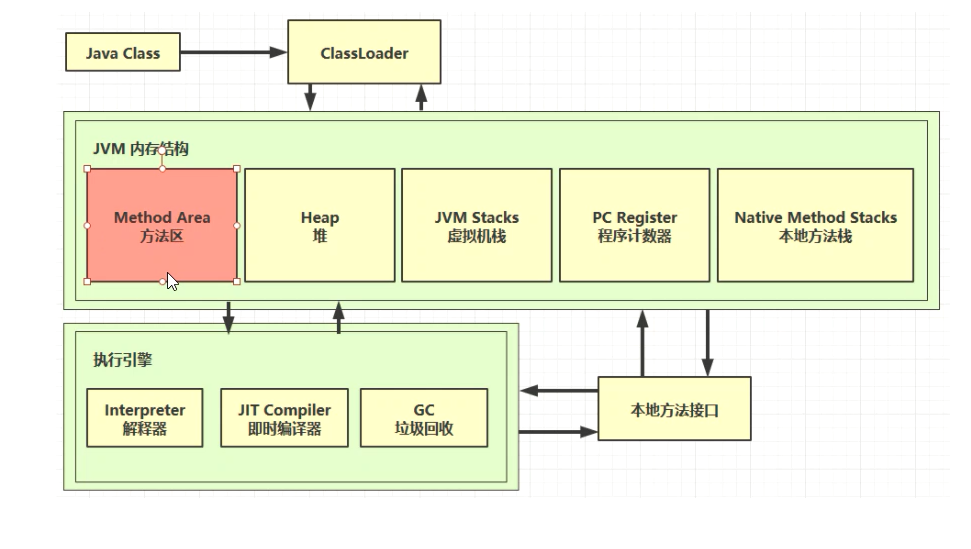 Java Class
ClassLoader
JVM 内存结构
Method Area
方法区
Heap
堆
JVM Stacks
虚拟机栈
PC Register
程序计数器
Native Method Stacks
本地方法栈
执行引擎
Interpreter
解释器
JIT Compiler
即时编译器
GC
垃圾回收
本地方法接口